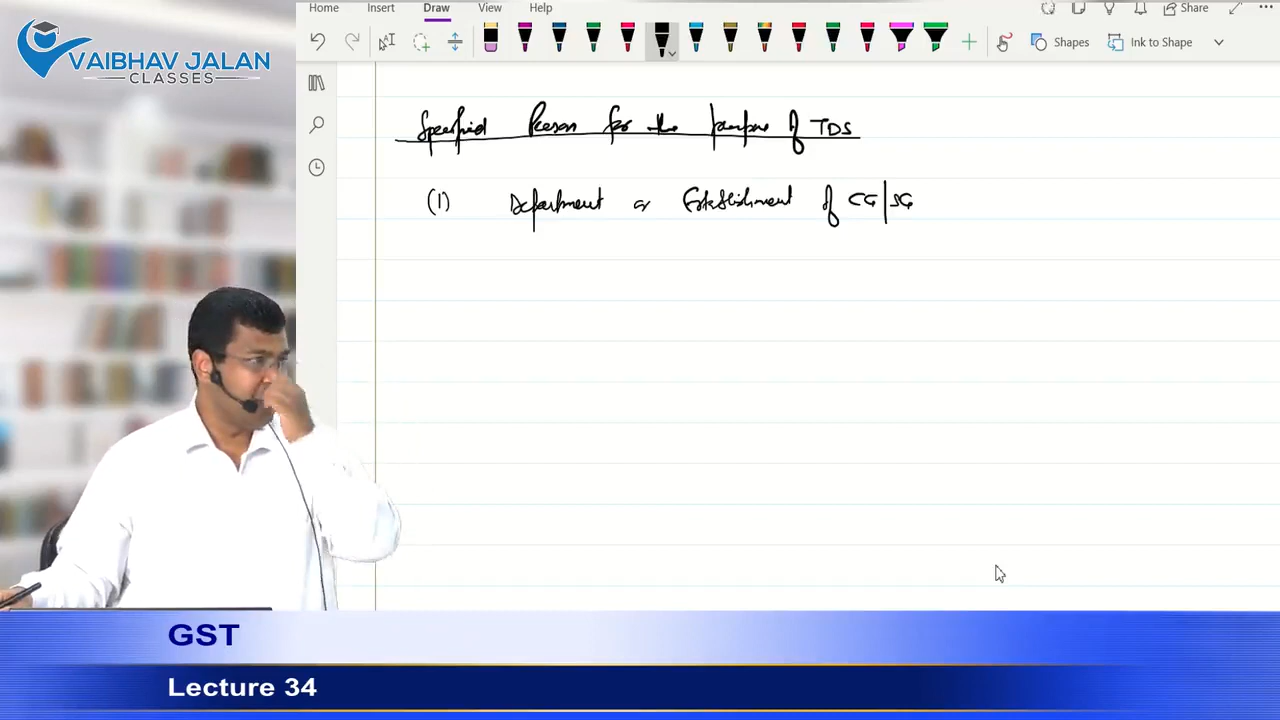 Home Insert Draw View Help Share
VAIBHAV JALAN
CLASSES
Shapes Ink to Shape
Specified Person for the purpose of TDS
(1) Department or Establishment of CG|SG
GST
Lecture 34